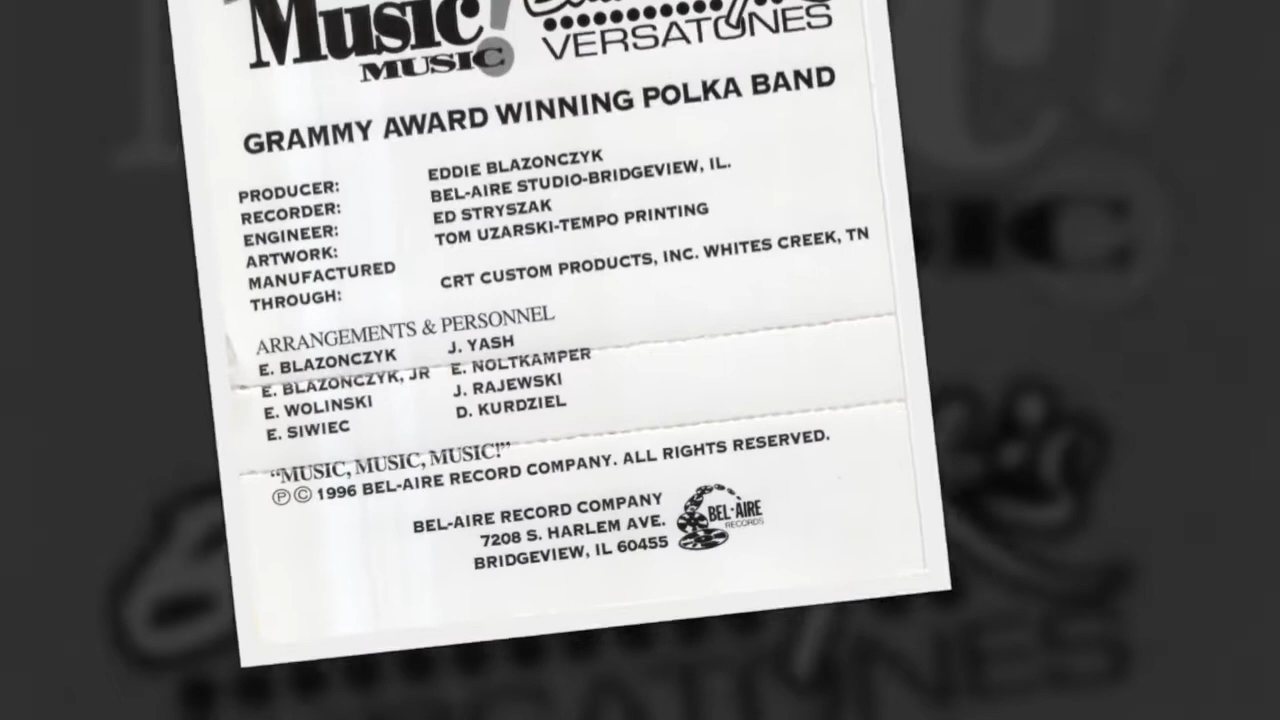 Music!
MUSIC
VERSATONES
GRAMMY AWARD WINNING POLKA BAND
PRODUCER: EDDIE BLAZONCZYK
RECORDER: BEL-AIRE STUDIO-BRIDGEVIEW, IL.
ENGINEER: ED STRYSZAK
ARTWORK: TOM UZARSKI-TEMPO PRINTING
MANUFACTURED
THROUGH: CRT CUSTOM PRODUCTS, INC. WHITES CREEK, TN
ARRANGEMENTS & PERSONNEL
E. BLAZONCZYK J. YASH
E. BLAZONCZYK, JR E. NOLTKAMPER
E. WOLINSKI J. RAJEWSKI
E. SIWIEC D. KURDZIEL
“MUSIC, MUSIC, MUSIC!”
Ⓟ© 1996 BEL-AIRE RECORD COMPANY. ALL RIGHTS RESERVED.
BEL-AIRE RECORD COMPANY
7208 S. HARLEM AVE.
BRIDGEVIEW, IL 60455
BEL•AIRE
RECORDS